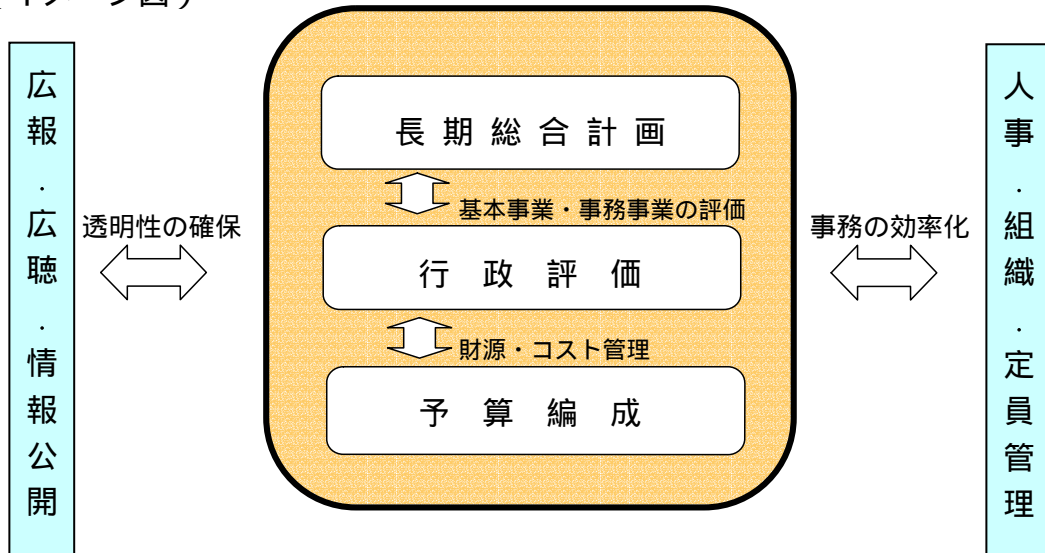 (イメージ図)
長期総合計画
基本事業・事務事業の評価
行政評価
財源・コスト管理
予算編成
広報・広聴・情報公開
透明性の確保
事務の効率化
人事・組織・定員管理